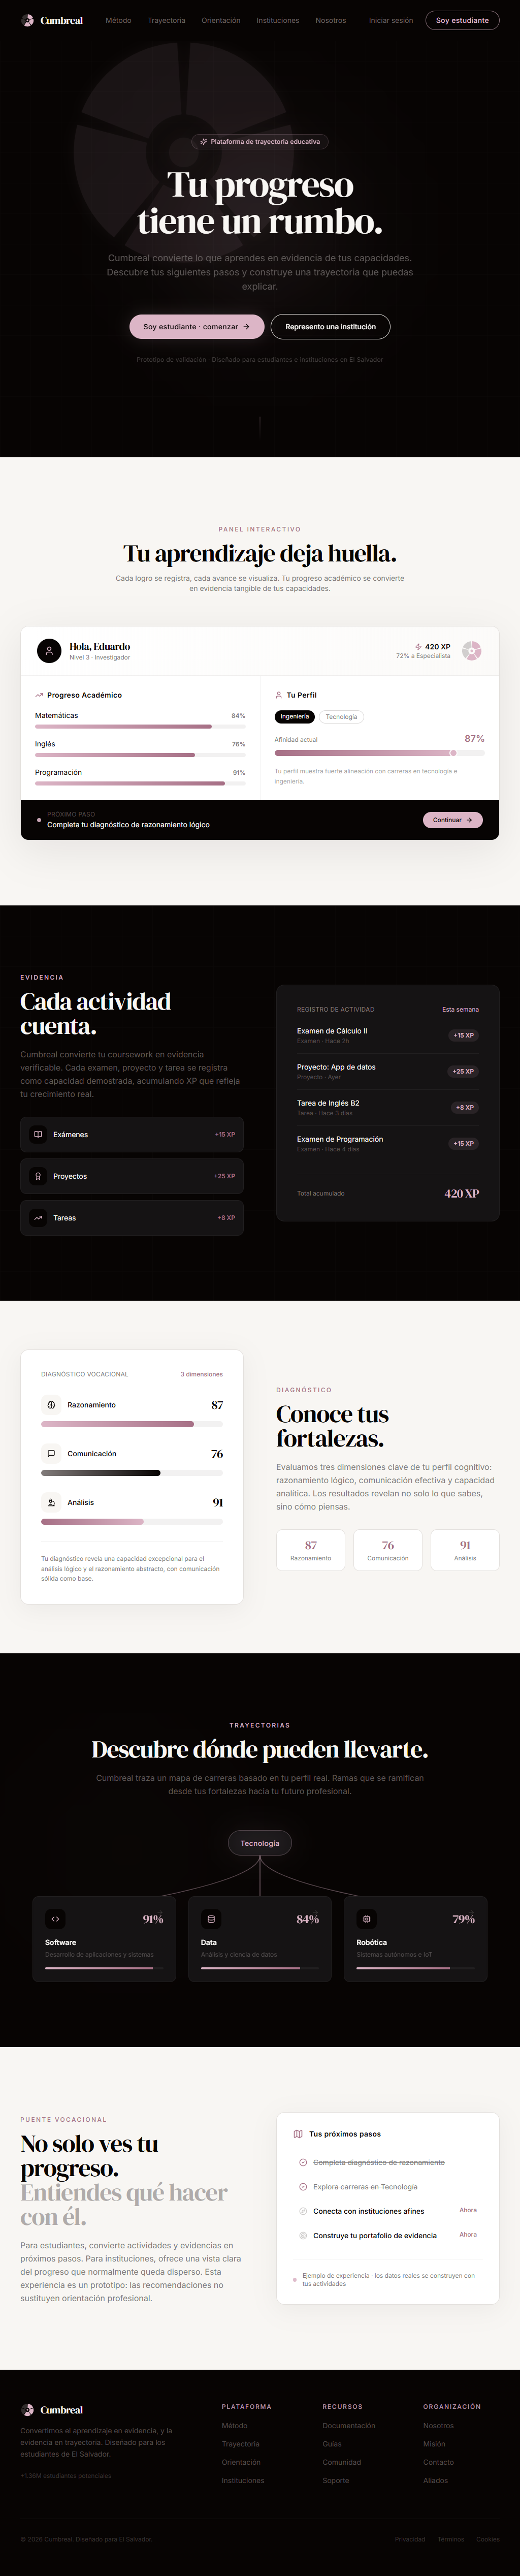 Cumbreal
Método Trayectoria Orientación Instituciones Nosotros Iniciar sesión Soy estudiante
Plataforma de trayectoria educativa
Tu progreso
tiene un rumbo.
Cumbreal convierte lo que aprendes en evidencia de tus capacidades.
Descubre tus siguientes pasos y construye una trayectoria que puedas
explicar.
Soy estudiante · comenzar →
Represento una institución
Prototipo de validación · Diseñado para estudiantes e instituciones en El Salvador
PANEL INTERACTIVO
Tu aprendizaje deja huella.
Cada logro se registra, cada avance se visualiza. Tu progreso académico se convierte
en evidencia tangible de tus capacidades.
Hola, Eduardo
Nivel 3 · Investigador
420 XP
72% a Especialista
Progreso Académico
Matemáticas 84%
Inglés 76%
Programación 91%
Tu Perfil
Ingeniería Tecnología
Afinidad actual 87%
Tu perfil muestra fuerte alineación con carreras en tecnología e
ingeniería.
PRÓXIMO PASO
Completa tu diagnóstico de razonamiento lógico
Continuar →
EVIDENCIA
Cada actividad
cuenta.
Cumbreal convierte tu coursework en evidencia
verificable. Cada examen, proyecto y tarea se registra
como capacidad demostrada, acumulando XP que refleja
tu crecimiento real.
Exámenes +15 XP
Proyectos +25 XP
Tareas +8 XP
REGISTRO DE ACTIVIDAD Esta semana
Examen de Cálculo II +15 XP
Examen · Hace 2h
Proyecto: App de datos +25 XP
Proyecto · Ayer
Tarea de Inglés B2 +8 XP
Tarea · Hace 3 días
Examen de Programación +15 XP
Examen · Hace 4 días
Total acumulado 420 XP
DIAGNÓSTICO VOCACIONAL 3 dimensiones
Razonamiento 87
Comunicación 76
Análisis 91
Tu diagnóstico revela una capacidad excepcional para el
análisis lógico y el razonamiento abstracto, con comunicación
sólida como base.
DIAGNÓSTICO
Conoce tus
fortalezas.
Evaluamos tres dimensiones clave de tu perfil cognitivo:
razonamiento lógico, comunicación efectiva y capacidad
analítica. Los resultados revelan no solo lo que sabes,
sino cómo piensas.
87 76 91
Razonamiento Comunicación Análisis
TRAYECTORIAS
Descubre dónde pueden llevarte.
Cumbreal traza un mapa de carreras basado en tu perfil real. Ramas que se ramifican
desde tus fortalezas hacia tu futuro profesional.
Tecnología
91% 84% 79%
Software Data Robótica
Desarrollo de aplicaciones y sistemas
Análisis y ciencia de datos
Sistemas autónomos e IoT
PUENTE VOCACIONAL
No solo ves tu
progreso.
Entiendes qué hacer
con él.
Para estudiantes, convierte actividades y evidencias en
próximos pasos. Para instituciones, ofrece una vista clara
del progreso que normalmente queda disperso. Esta
experiencia es un prototipo: las recomendaciones no
sustituyen orientación profesional.
Tus próximos pasos
Completa diagnóstico de razonamiento
Explora carreras en Tecnología
Conecta con instituciones afines Ahora
Construye tu portafolio de evidencia Ahora
Ejemplo de experiencia · los datos reales se construyen con
tus actividades
Cumbreal
Convertimos el aprendizaje en evidencia, y la
evidencia en trayectoria. Diseñado para los
estudiantes de El Salvador.
estudiantes potenciales
PLATAFORMA RECURSOS ORGANIZACIÓN
Método Documentación Nosotros
Trayectoria Guías Misión
Orientación Comunidad Contacto
Instituciones Soporte Aliados
© 2026 Cumbreal. Diseñado para El Salvador.
Privacidad Términos Cookies